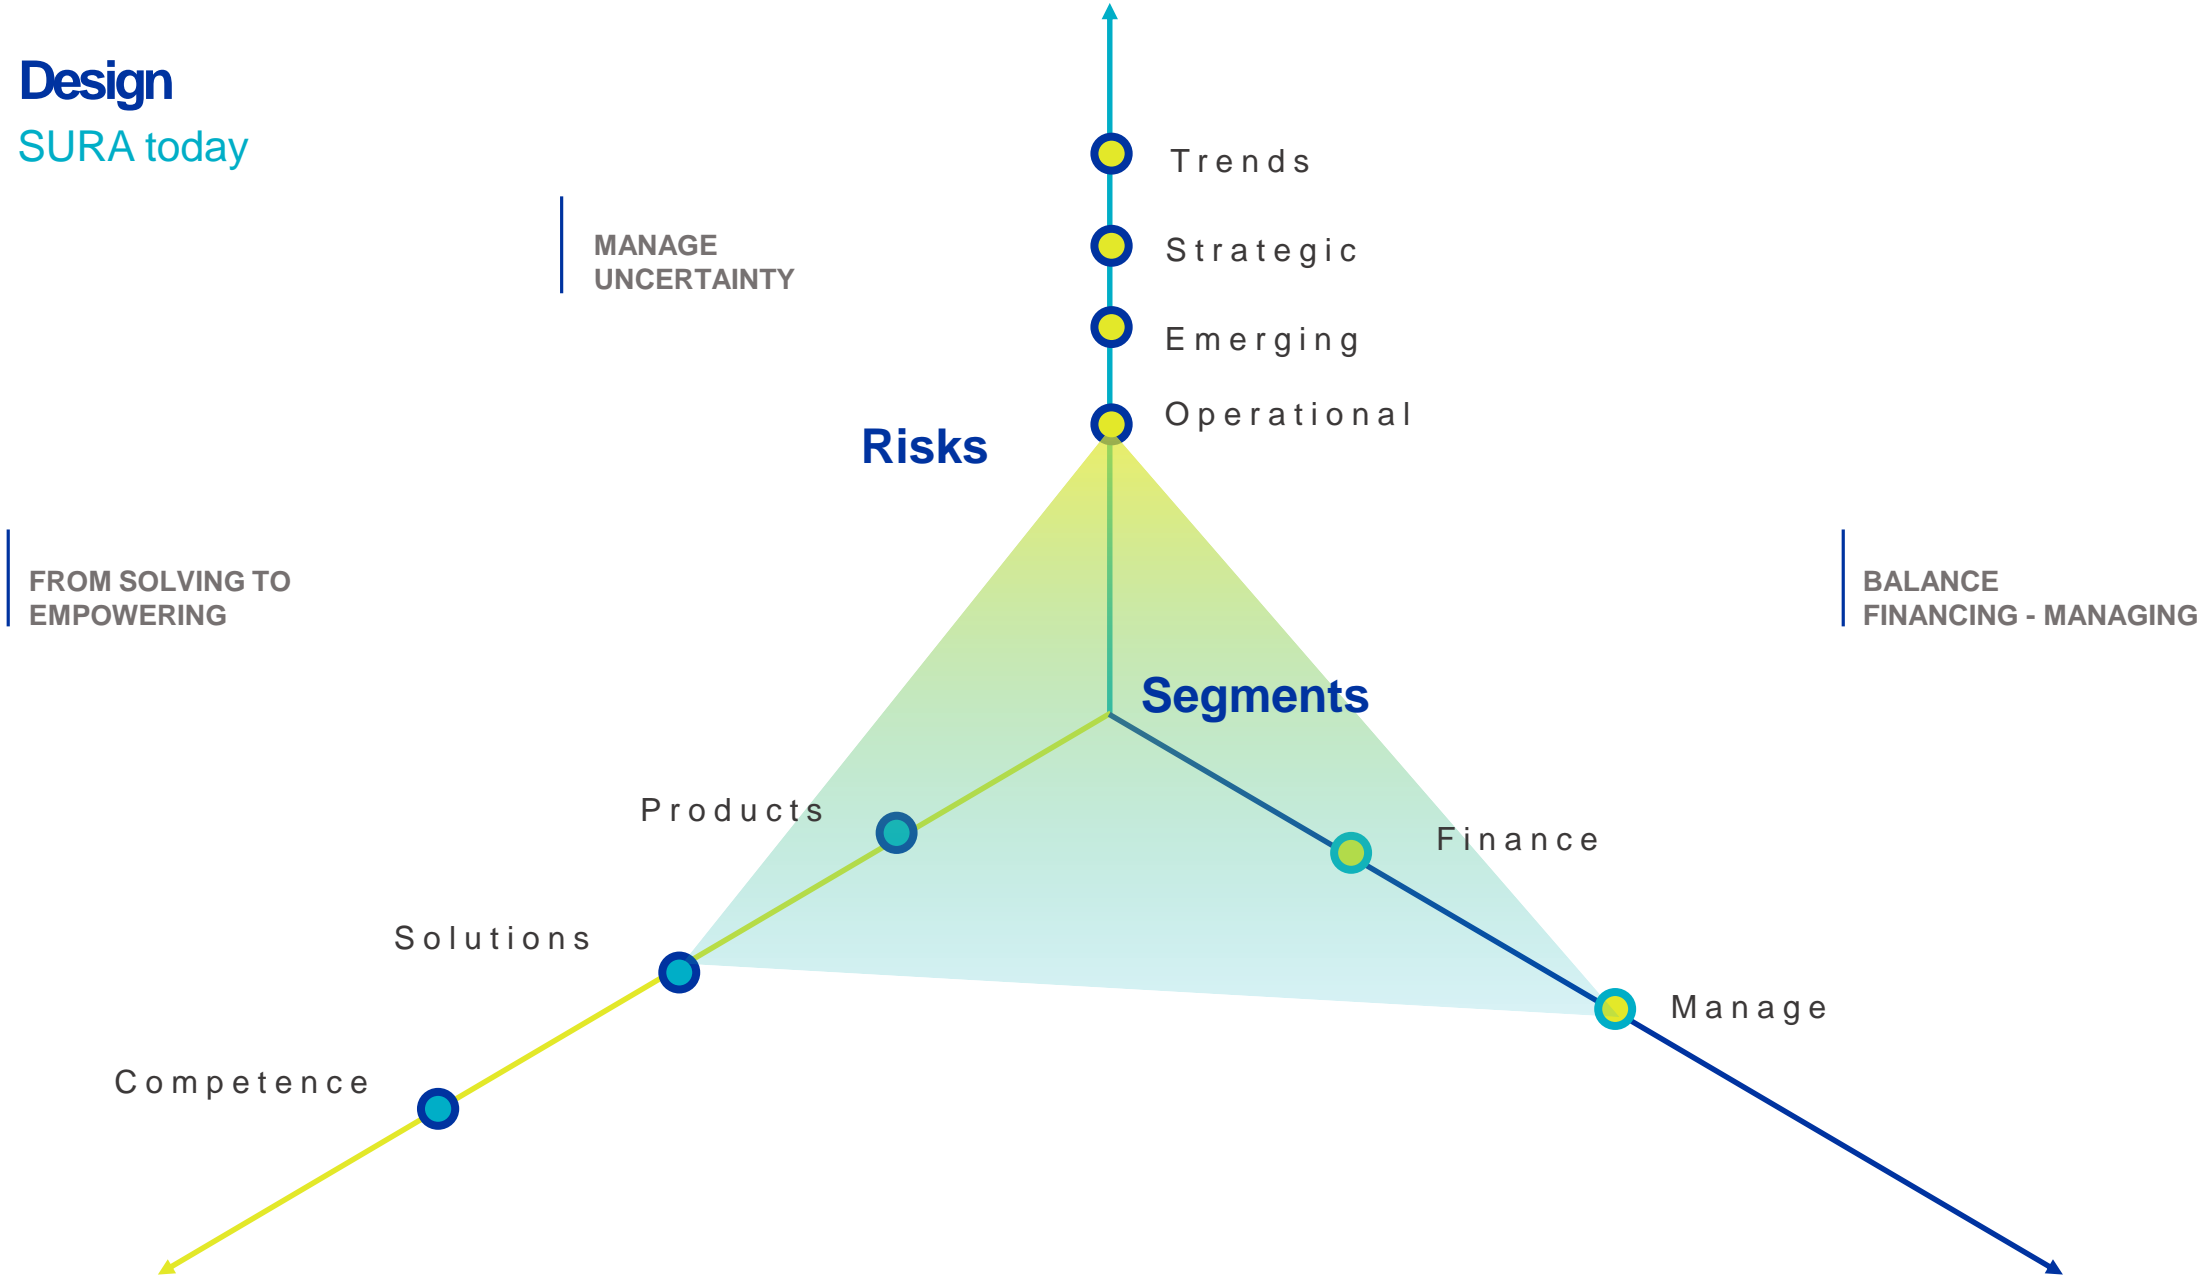 Design
SURA today
Trends
MANAGE
UNCERTAINTY
Strategic
Emerging
Operational
Risks
FROM SOLVING TO
EMPOWERING
BALANCE
FINANCING - MANAGING
Segments
Products
Finance
Solutions
Manage
Competence